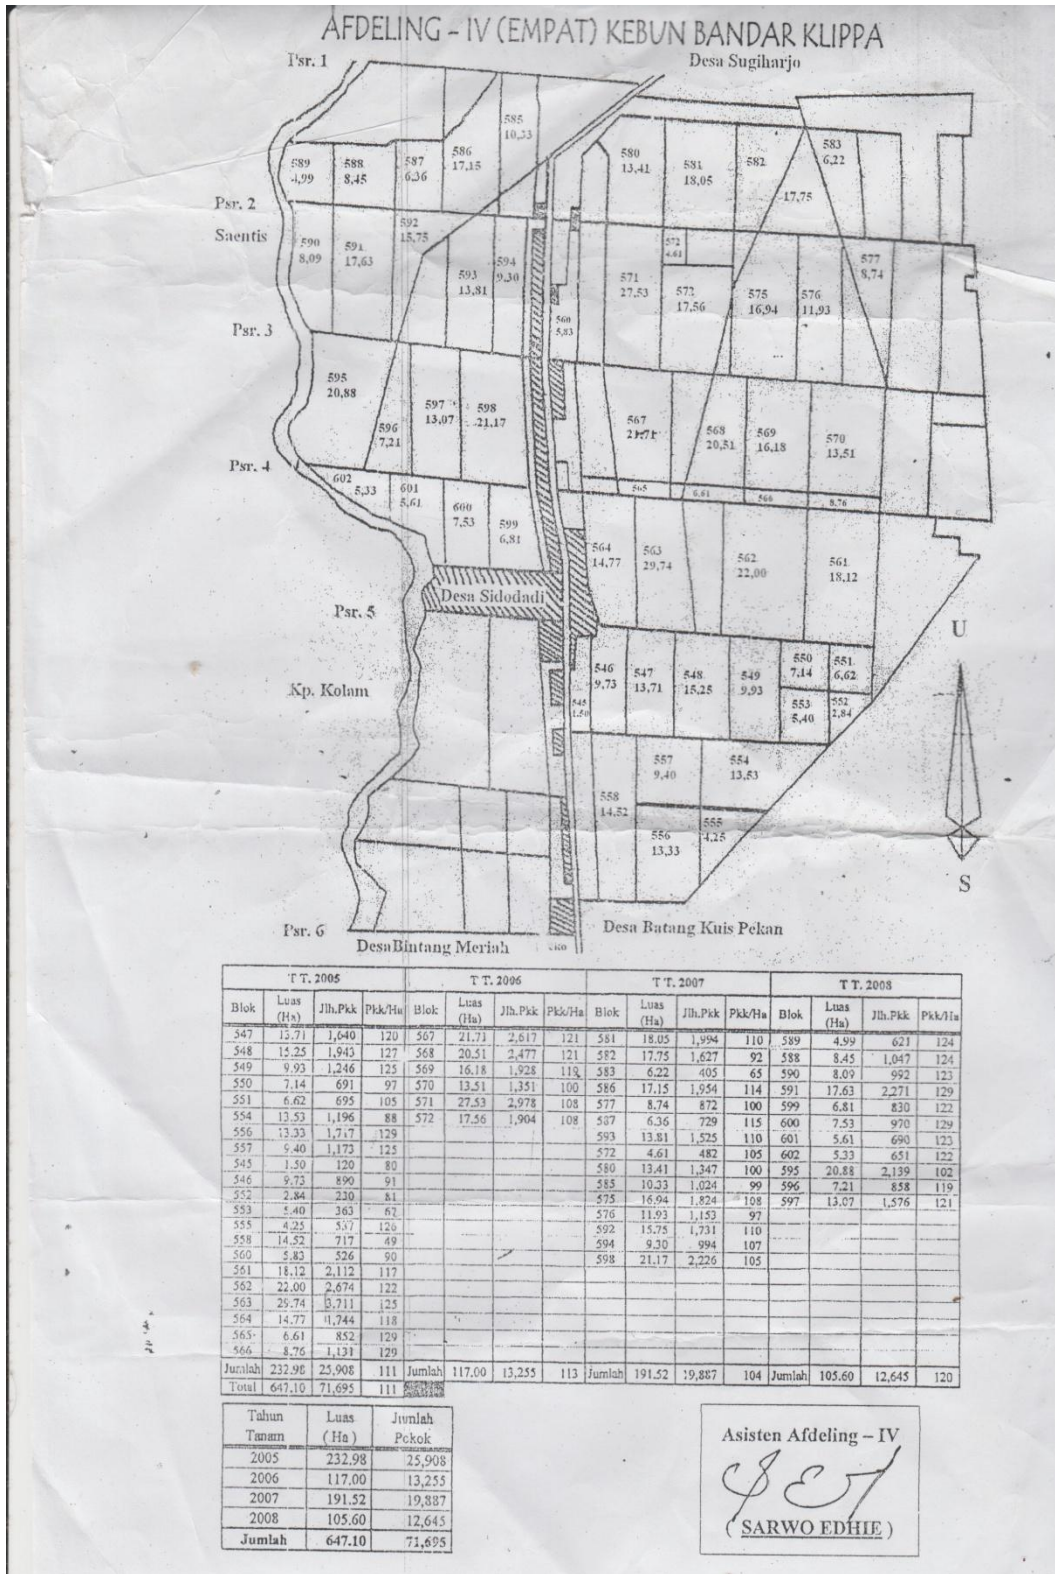 AFDELING - IV (EMPAT) KEBUN BANDAR KLIPPA
Psr. 1
Desa Sugiharjo
585
10,33
589
4,99
588
8,45
587
6,36
586
17,15
580
13,41
581
18,05
582
17,75
583
6,22
Psr. 2
Saentis
590
8,09
591
17,63
592
15,75
593
13,81
594
9,30
560
5,83
571
27,53
572
4.61
572
17,56
575
16,94
576
11,93
577
8,74
Psr. 3
595
20,88
596
7,21
597
13,07
598
21,17
567
21,71
568
20,51
569
16,18
570
13,51
Psr. 4
602
5,33
601
5,61
600
7,53
599
6,81
565
6.61
566
8.76
564
14,77
563
29,74
562
22,00
561
18,12
Desa Sidodadi
Psr. 5
Kp. Kolam
546
9,73
547
13,71
548
15,25
549
9,93
550
7,14
551
6,62
553
5,40
552
2,84
545
1.50
557
9,40
554
13,53
558
14,52
556
13,33
555
4,25
U
S
Psr. 6
DesaBintang Meriah
Desa Batang Kuis Pekan
T T. 2005 T T. 2006 T T. 2007 T T. 2008
Blok Luas (Ha) Jlh.Pkk Pkk/Ha Blok Luas (Ha) Jlh.Pkk Pkk/Ha Blok Luas (Ha) Jlh.Pkk Pkk/Ha Blok Luas (Ha) Jlh.Pkk Pkk/Ha
547 13.71 1,640 120 567 21.71 2,617 121 581 18.05 1,994 110 589 4.99 621 124
548 15.25 1,943 127 568 20.51 2,477 121 582 17.75 1,627 92 588 8.45 1,047 124
549 9.93 1,246 125 569 16.18 1,928 119 583 6.22 405 65 590 8.09 992 123
550 7.14 691 97 570 13.51 1,351 100 586 17.15 1,954 114 591 17.63 2,271 129
551 6.62 695 105 571 27.53 2,978 108 577 8.74 872 100 599 6.81 830 122
554 13.53 1,196 88 572 17.56 1,904 108 587 6.36 729 115 600 7.53 970 129
556 13.33 1,717 129 593 13.81 1,525 110 601 5.61 690 123
557 9.40 1,173 125 572 4.61 482 105 602 5.33 651 122
545 1.50 120 80 580 13.41 1,347 100 595 20.88 2,139 102
546 9.73 890 91 585 10.33 1,024 99 596 7.21 858 119
552 2.84 230 81 575 16.94 1,824 108 597 13.07 1,576 121
553 5.40 363 67 576 11.93 1,153 97
555 4.25 537 126 592 15.75 1,731 110
558 14.52 717 49 594 9.30 994 107
560 5.83 526 90 598 21.17 2,226 105
561 18.12 2,112 117
562 22.00 2,674 122
563 29.74 3,711 125
564 14.77 1,744 118
565 6.61 852 129
566 8.76 1,131 129
Jumlah 232.98 25,908 111 Jumlah 117.00 13,255 113 Jumlah 191.52 19,887 104 Jumlah 105.60 12,645 120
Total 647.10 71,695 111
Tahun Luas Jumlah
Tanam (Ha) Pokok
2005 232.98 25,908
2006 117.00 13,255
2007 191.52 19,887
2008 105.60 12,645
Jumlah 647.10 71,695
Asisten Afdeling – IV
( SARWO EDHIE )